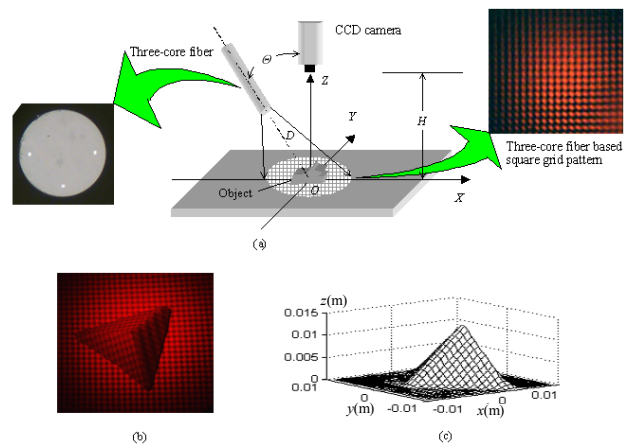 CCD camera
Three-core fiber
Θ
Z
Y
H
D
Three-core fiber based
square grid pattern
Object
O
X
(a)
z(m)
0.015
0.01
0.005
0
0.01
0
y(m)
-0.01
-0.01
0
x(m)
0.01
(b)
(c)